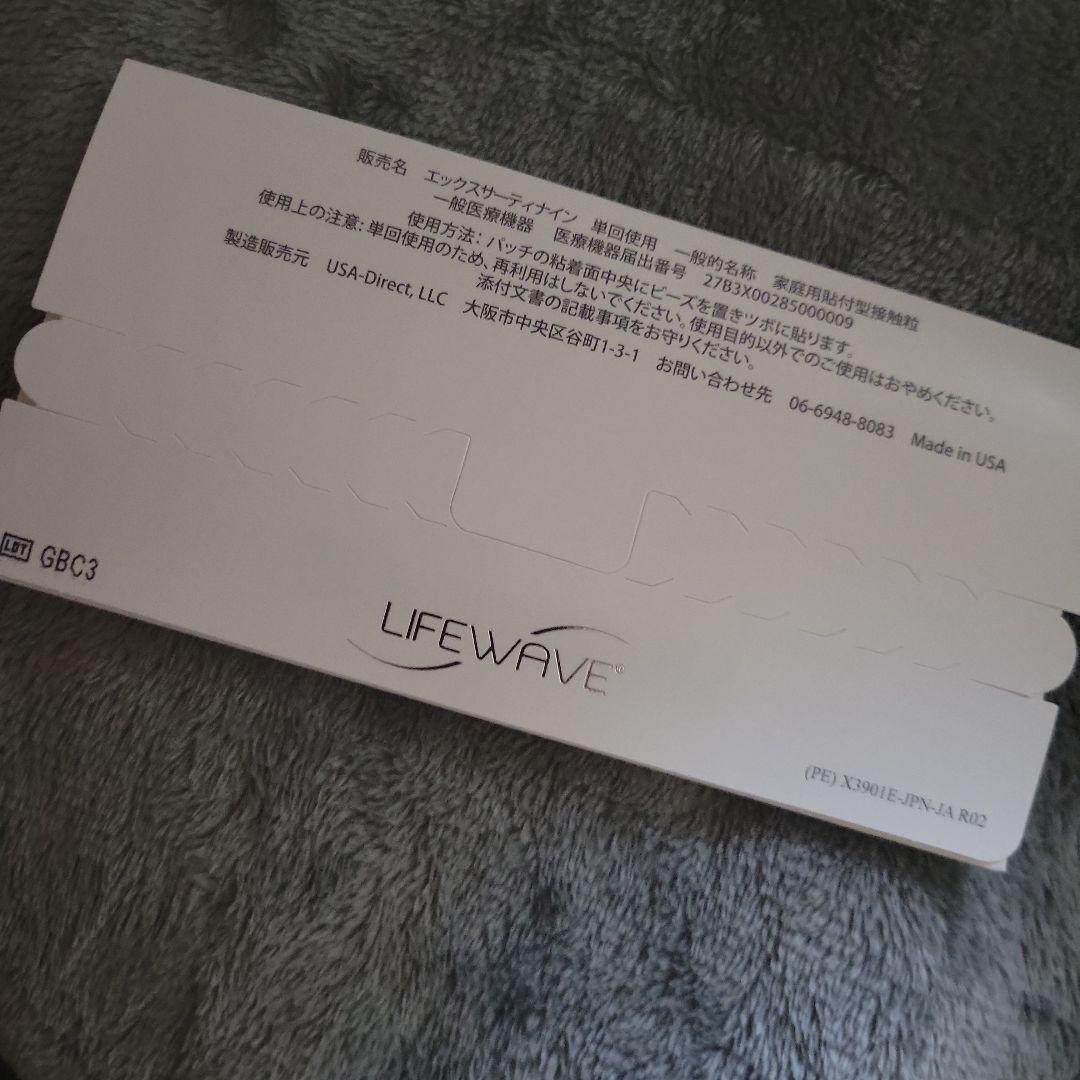 販売名 エックスサーティナイン 単回使用 一般的名称 家庭用貼付型接触粒
一般医療機器 医療機器届出番号 27B3X00285000009
使用方法：パッチの粘着面中央にビーズを置きツボに貼ります。
使用上の注意：単回使用のため、再利用はしないでください。使用目的以外でのご使用はおやめください。
添付文書の記載事項をお守りください。
製造販売元 USA-Direct, LLC 大阪市中央区谷町1-3-1 お問い合わせ先 06-6948-8083 Made in USA
LOT GBC3
LIFEWAVE®
(PE) X3901E-JPN-JA R02